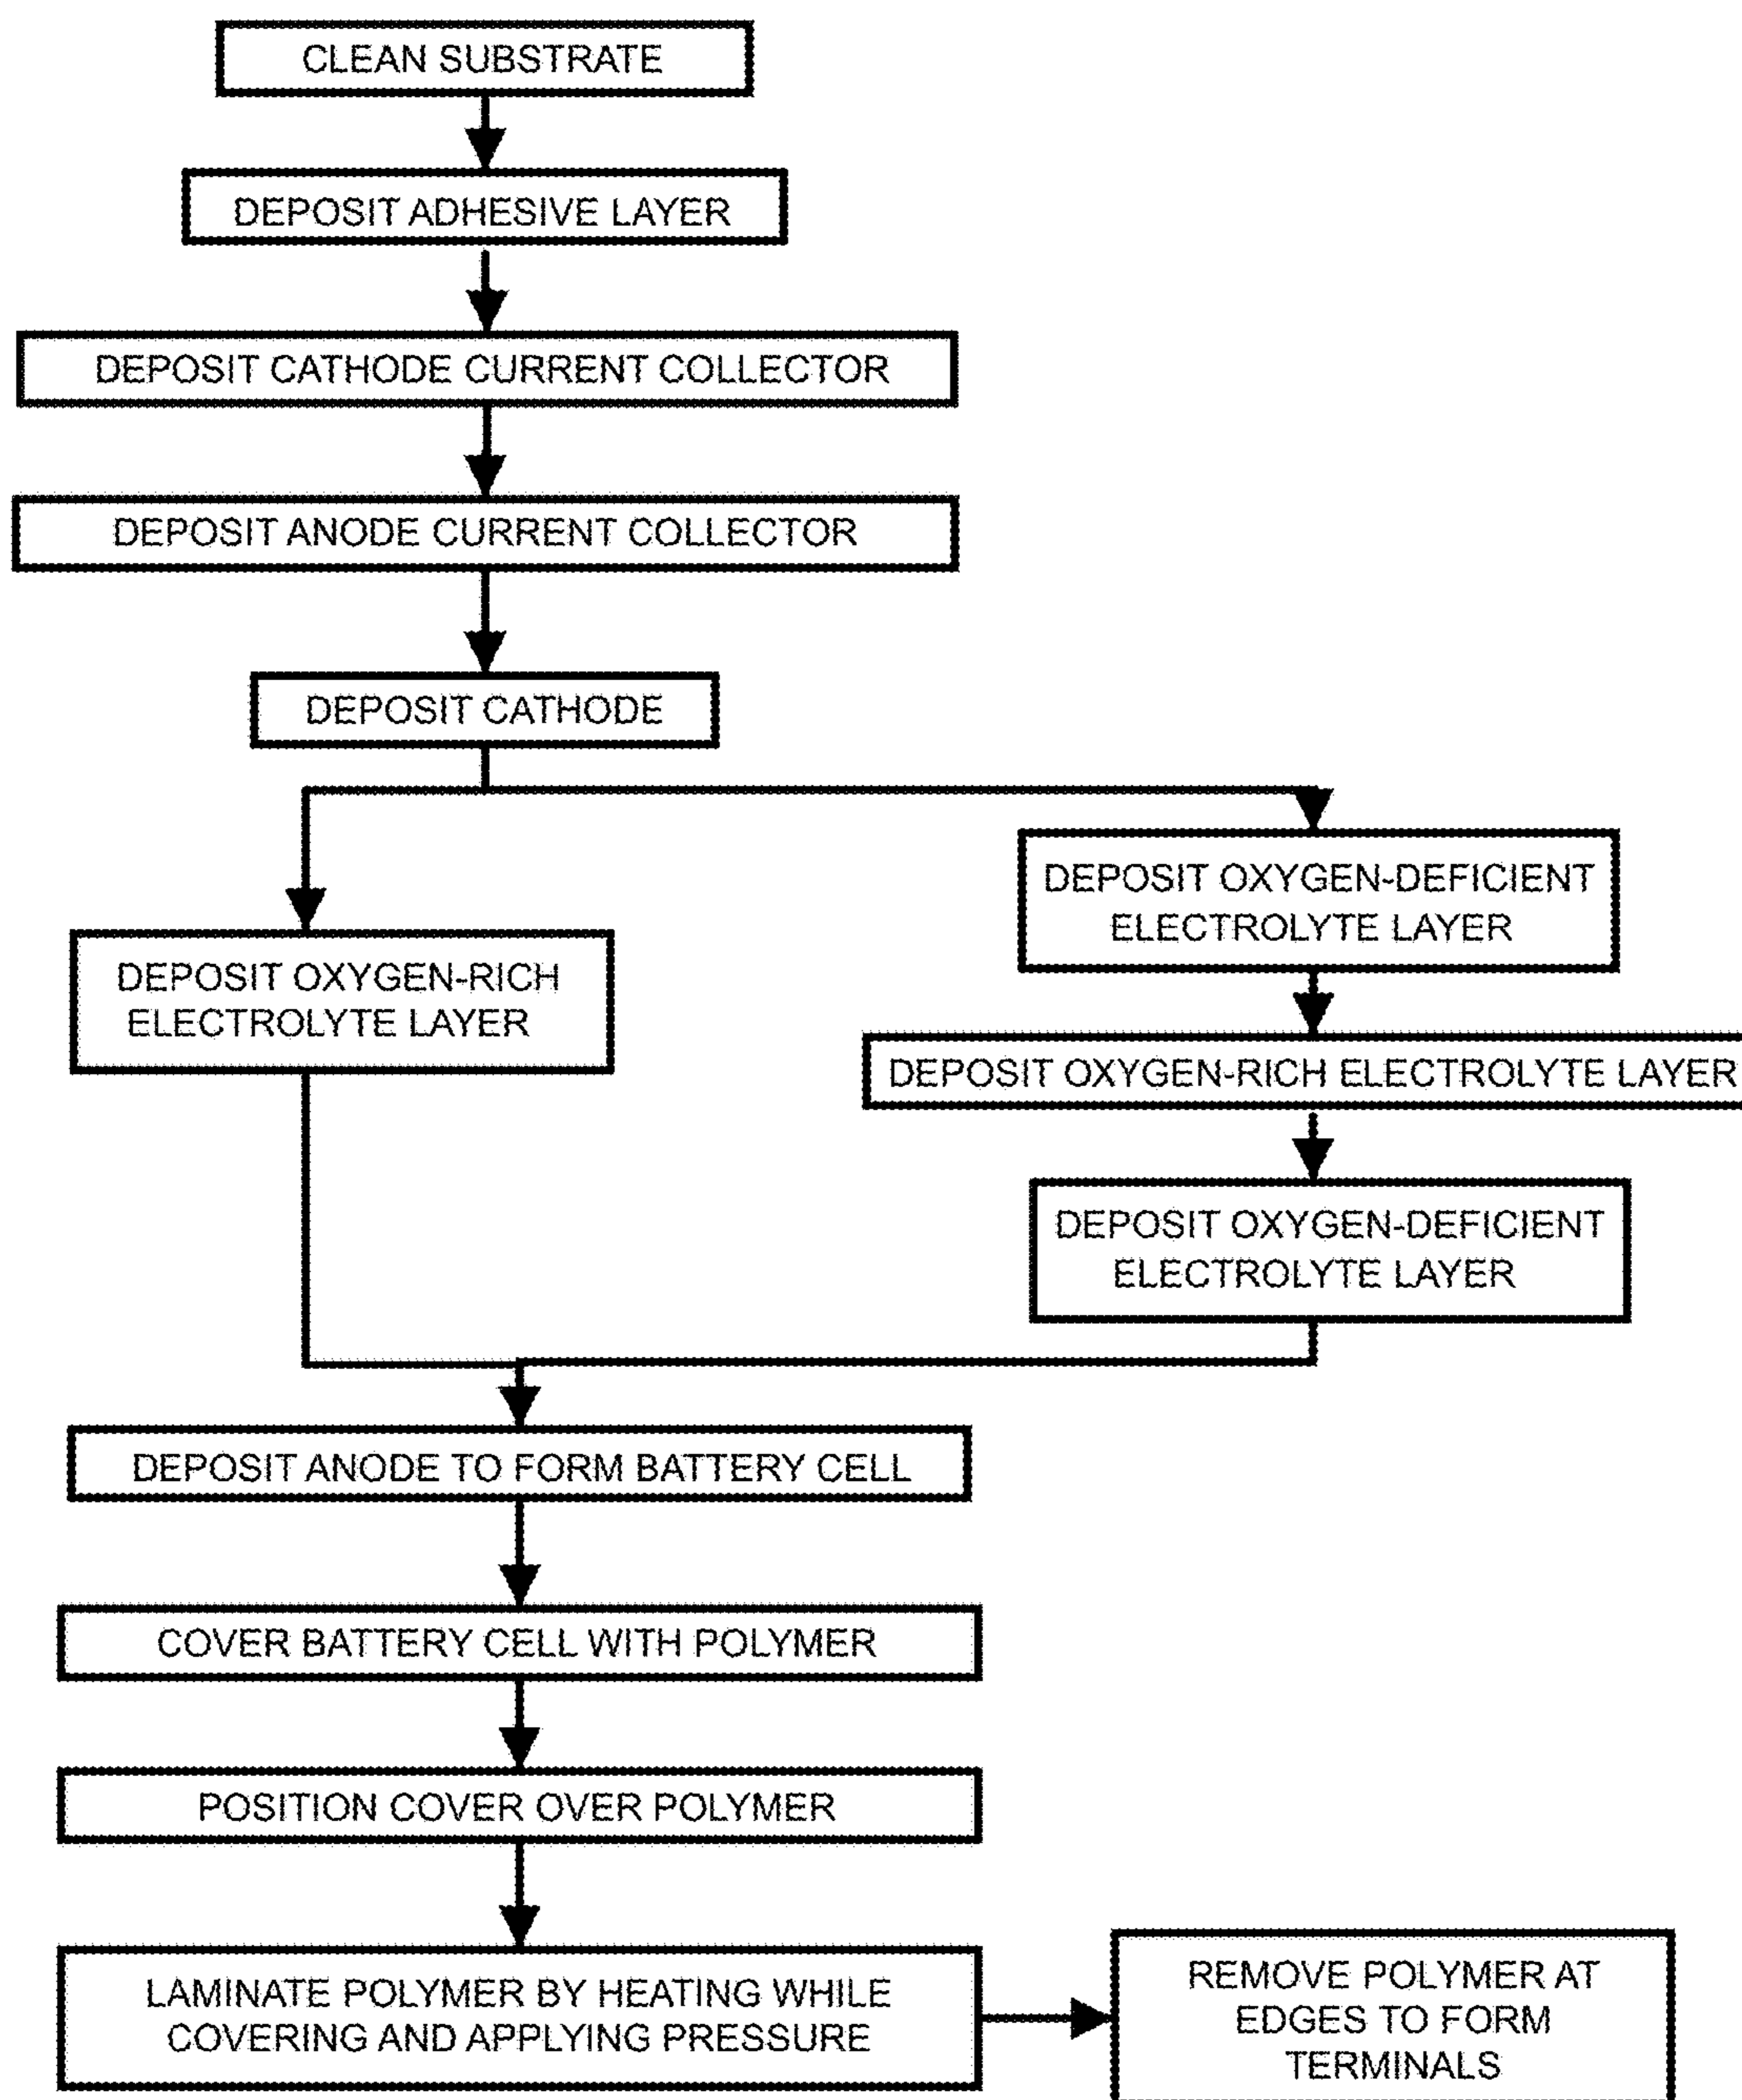 CLEAN SUBSTRATE
DEPOSIT ADHESIVE LAYER
DEPOSIT CATHODE CURRENT COLLECTOR
DEPOSIT ANODE CURRENT COLLECTOR
DEPOSIT CATHODE
DEPOSIT OXYGEN-RICH
ELECTROLYTE LAYER
DEPOSIT OXYGEN-DEFICIENT
ELECTROLYTE LAYER
DEPOSIT OXYGEN-RICH ELECTROLYTE LAYER
DEPOSIT OXYGEN-DEFICIENT
ELECTROLYTE LAYER
DEPOSIT ANODE TO FORM BATTERY CELL
COVER BATTERY CELL WITH POLYMER
POSITION COVER OVER POLYMER
LAMINATE POLYMER BY HEATING WHILE
COVERING AND APPLYING PRESSURE
REMOVE POLYMER AT
EDGES TO FORM
TERMINALS